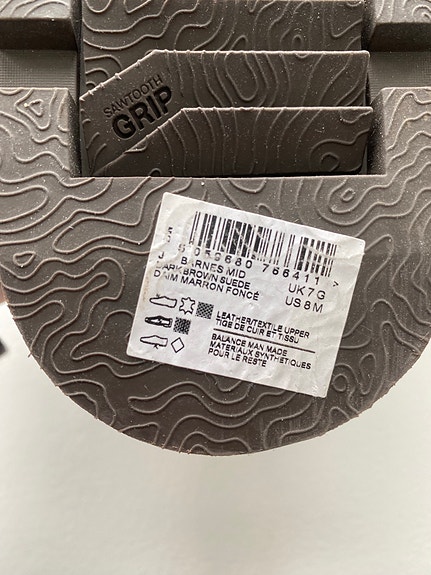 SAWTOOTH
GRIP
BARNES MID
DARK BROWN SUEDE
DAIM MARRON FONCÉ
UK 7 G
US 8 M
LEATHER/TEXTILE UPPER
TIGE DE CUIR ET TISSU
BALANCE MAN MADE
MATERIAUX SYNTHETIQUES
POUR LE RESTE